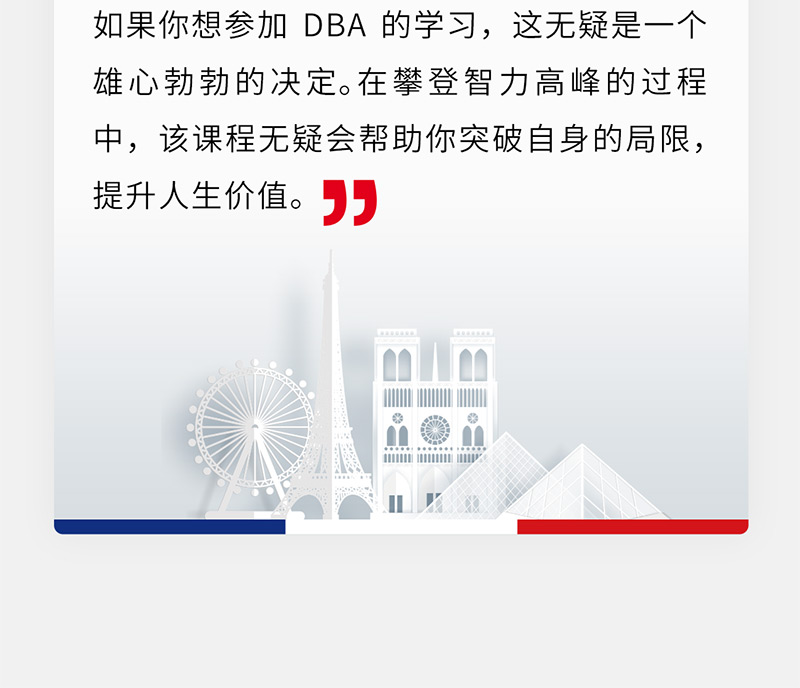 如果你想参加 DBA 的学习，这无疑是一个
雄心勃勃的决定。在攀登智力高峰的过程
中，该课程无疑会帮助你突破自身的局限，
提升人生价值。”